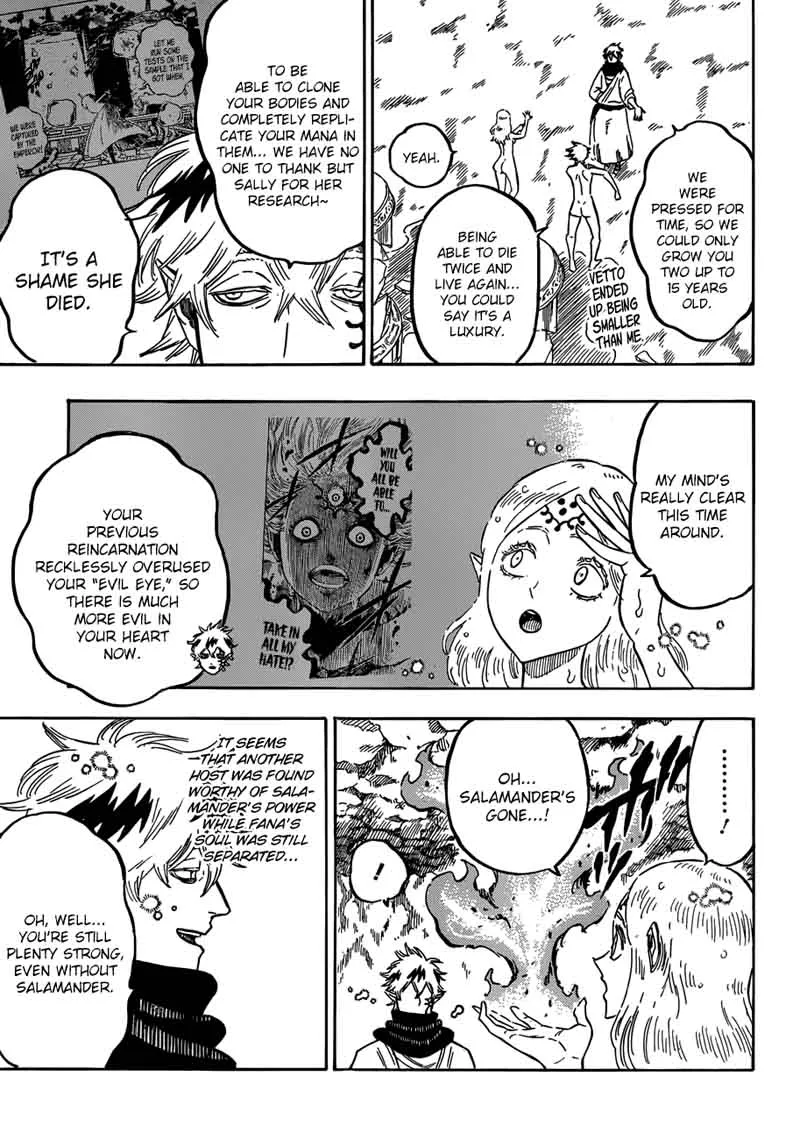 WE
WERE
PRESSED FOR
TIME, SO WE
COULD ONLY
GROW YOU
TWO UP TO
15 YEARS
OLD.
YEAH.
VETTO
ENDED
UP BEING
SMALLER
THAN ME.
BEING
ABLE TO DIE
TWICE AND
LIVE AGAIN...
YOU COULD
SAY IT'S A
LUXURY.
TO BE
ABLE TO CLONE
YOUR BODIES AND
COMPLETELY REPLI-
CATE YOUR MANA IN
THEM... WE HAVE NO
ONE TO THANK BUT
SALLY FOR HER
RESEARCH~
LET ME
RUN SOME
TESTS ON THE
SAMPLE THAT I
GOT WHEN
WE WERE
CAPTURED
BY THE
EMPEROR!
IT'S A
SHAME SHE
DIED.
MY MIND'S
REALLY CLEAR
THIS TIME
AROUND.
WILL
YOU
ALL BE
ABLE
TO...
TAKE IN
ALL MY
HATE!?
YOUR
PREVIOUS
REINCARNATION
RECKLESSLY OVERUSED
YOUR "EVIL EYE," SO
THERE IS MUCH
MORE EVIL IN
YOUR HEART
NOW.
.........
OH...
SALAMANDER'S
GONE...!
!
IT SEEMS
THAT ANOTHER
HOST WAS FOUND
WORTHY OF SALA-
MANDER'S POWER
WHILE FANA'S
SOUL WAS STILL
SEPARATED...
OH, WELL...
YOU'RE STILL
PLENTY STRONG,
EVEN WITHOUT
SALAMANDER.